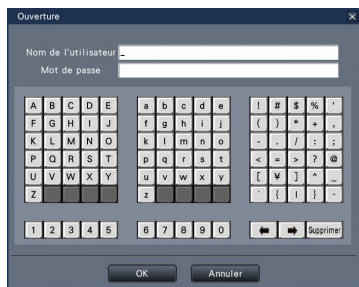 Ouverture
Nom de l'utilisateur
Mot de passe
A B C D E a b c d e ! # $ % '
F G H I J f g h i j ( ) * + ,
K L M N O k l m n o - . / : ;
P Q R S T p q r s t < = > ? @
U V W X Y u v w x y [ ¥ ] ^ _
Z z ` { | } ~
1 2 3 4 5 6 7 8 9 0 ← → Supprimer
OK Annuler